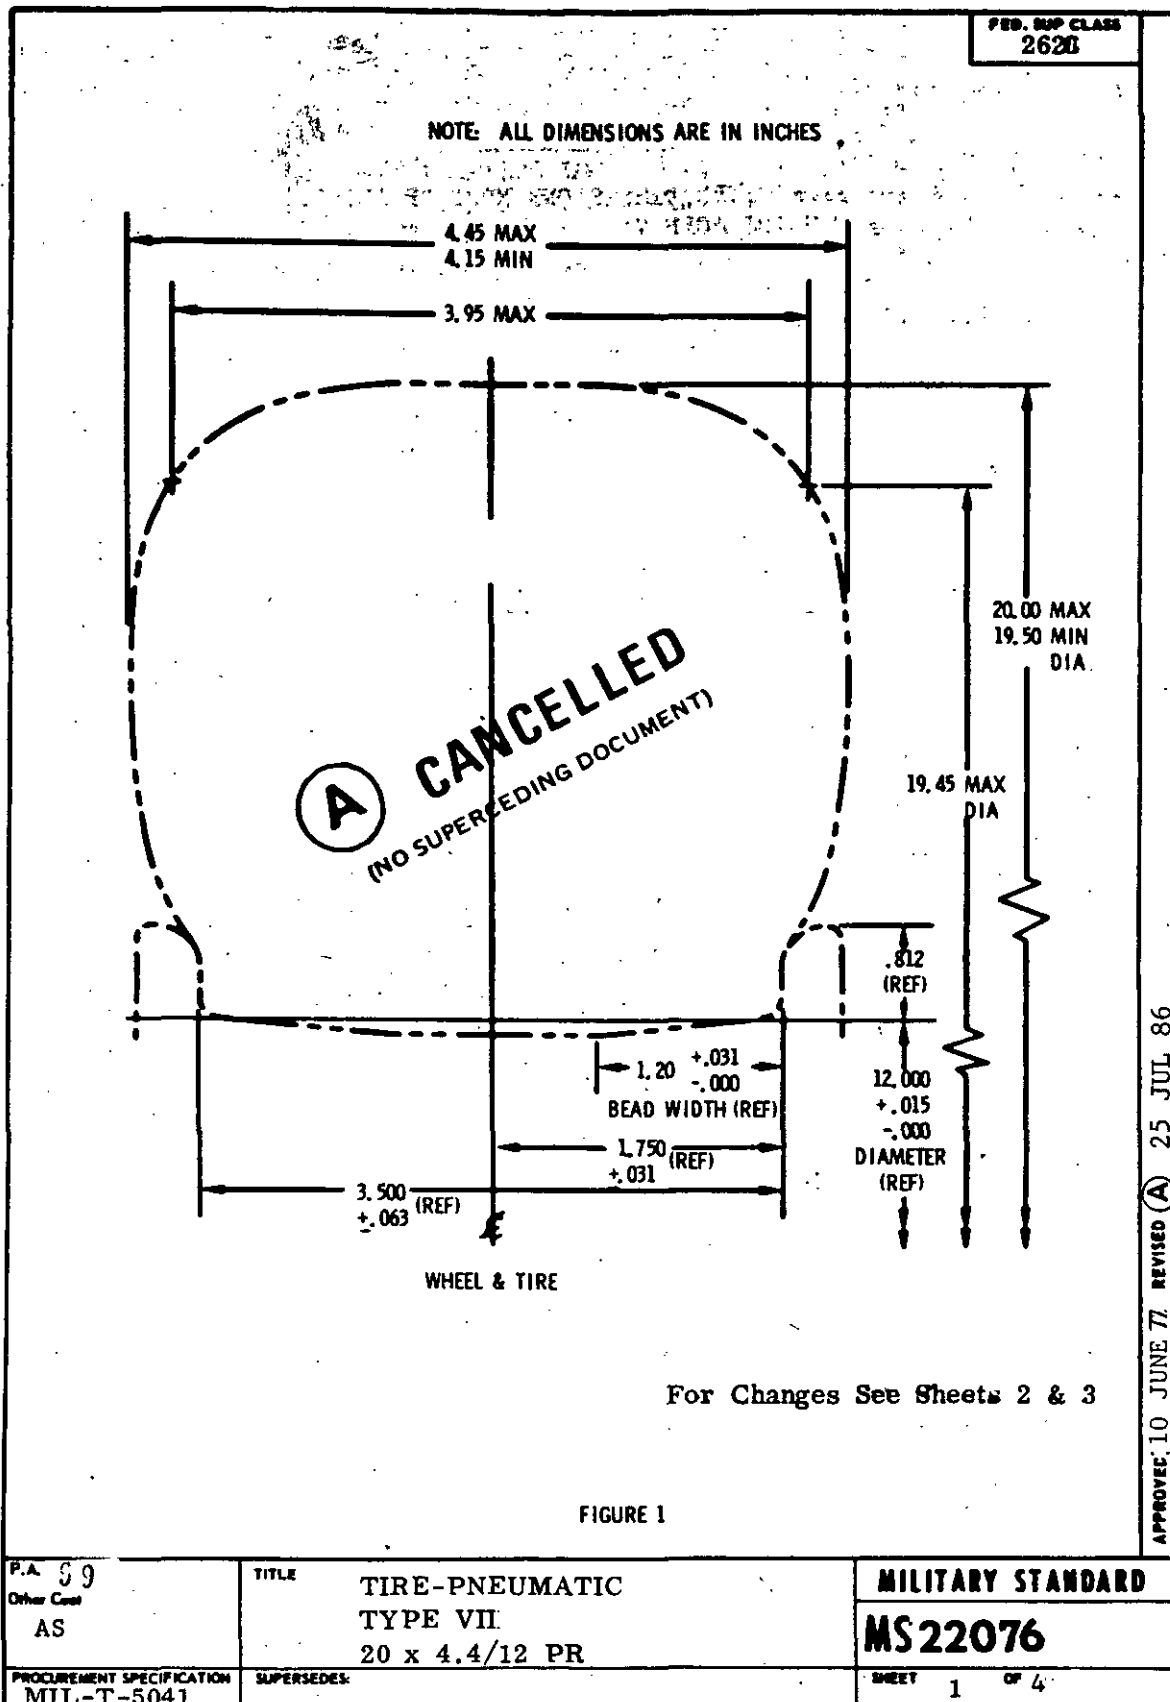 FED. SUP CLASS
2620
NOTE: ALL DIMENSIONS ARE IN INCHES
4.45 MAX
4.15 MIN
3.95 MAX
20.00 MAX
19.50 MIN
DIA
19.45 MAX
DIA
A CANCELLED
(NO SUPERCEDING DOCUMENT)
.812
(REF)
1.20 +.031
-.000
BEAD WIDTH (REF)
12.000
+.015
-.000
DIAMETER
(REF)
1.750 (REF)
+.031
3.500 (REF)
±.063
WHEEL & TIRE
For Changes See Sheets 2 & 3
FIGURE 1
APPROVED 10 JUNE 77 REVISED A 25 JUL 86
P.A. 99
Other Cust
AS
TITLE
TIRE-PNEUMATIC
TYPE VII
20 x 4.4/12 PR
MILITARY STANDARD
MS22076
PROCUREMENT SPECIFICATION
MIL-T-5041
SUPERSEDES:
SHEET 1 OF 4